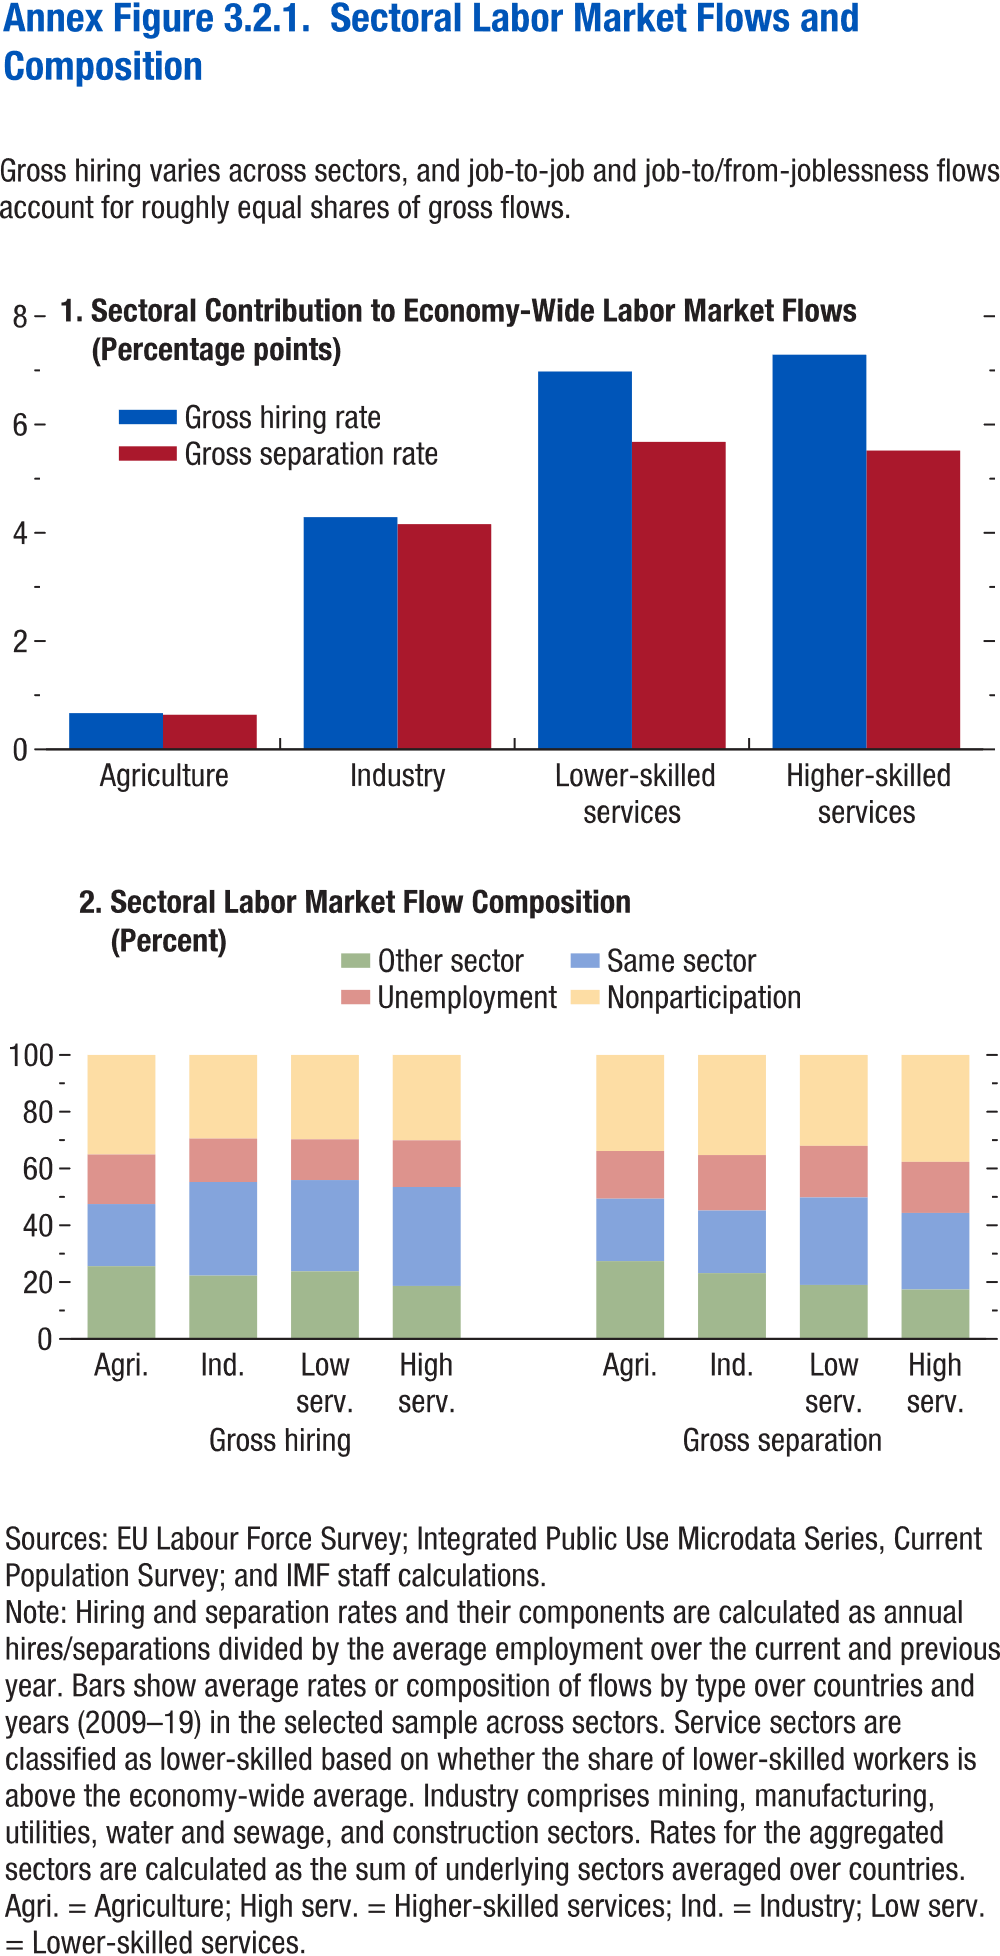 Annex Figure 3.2.1. Sectoral Labor Market Flows and
Composition
Gross hiring varies across sectors, and job-to-job and job-to/from-joblessness flows
account for roughly equal shares of gross flows.
1. Sectoral Contribution to Economy-Wide Labor Market Flows
(Percentage points)
Gross hiring rate
Gross separation rate
8
6
4
2
0
Agriculture
Industry
Lower-skilled
services
Higher-skilled
services
2. Sectoral Labor Market Flow Composition
(Percent)
Other sector
Same sector
Unemployment
Nonparticipation
100
80
60
40
20
0
Agri.
Ind.
Low
serv.
High
serv.
Gross hiring
Agri.
Ind.
Low
serv.
High
serv.
Gross separation
Sources: EU Labour Force Survey; Integrated Public Use Microdata Series, Current
Population Survey; and IMF staff calculations.
Note: Hiring and separation rates and their components are calculated as annual
hires/separations divided by the average employment over the current and previous
year. Bars show average rates or composition of flows by type over countries and
years (2009–19) in the selected sample across sectors. Service sectors are
classified as lower-skilled based on whether the share of lower-skilled workers is
above the economy-wide average. Industry comprises mining, manufacturing,
utilities, water and sewage, and construction sectors. Rates for the aggregated
sectors are calculated as the sum of underlying sectors averaged over countries.
Agri. = Agriculture; High serv. = Higher-skilled services; Ind. = Industry; Low serv.
= Lower-skilled services.